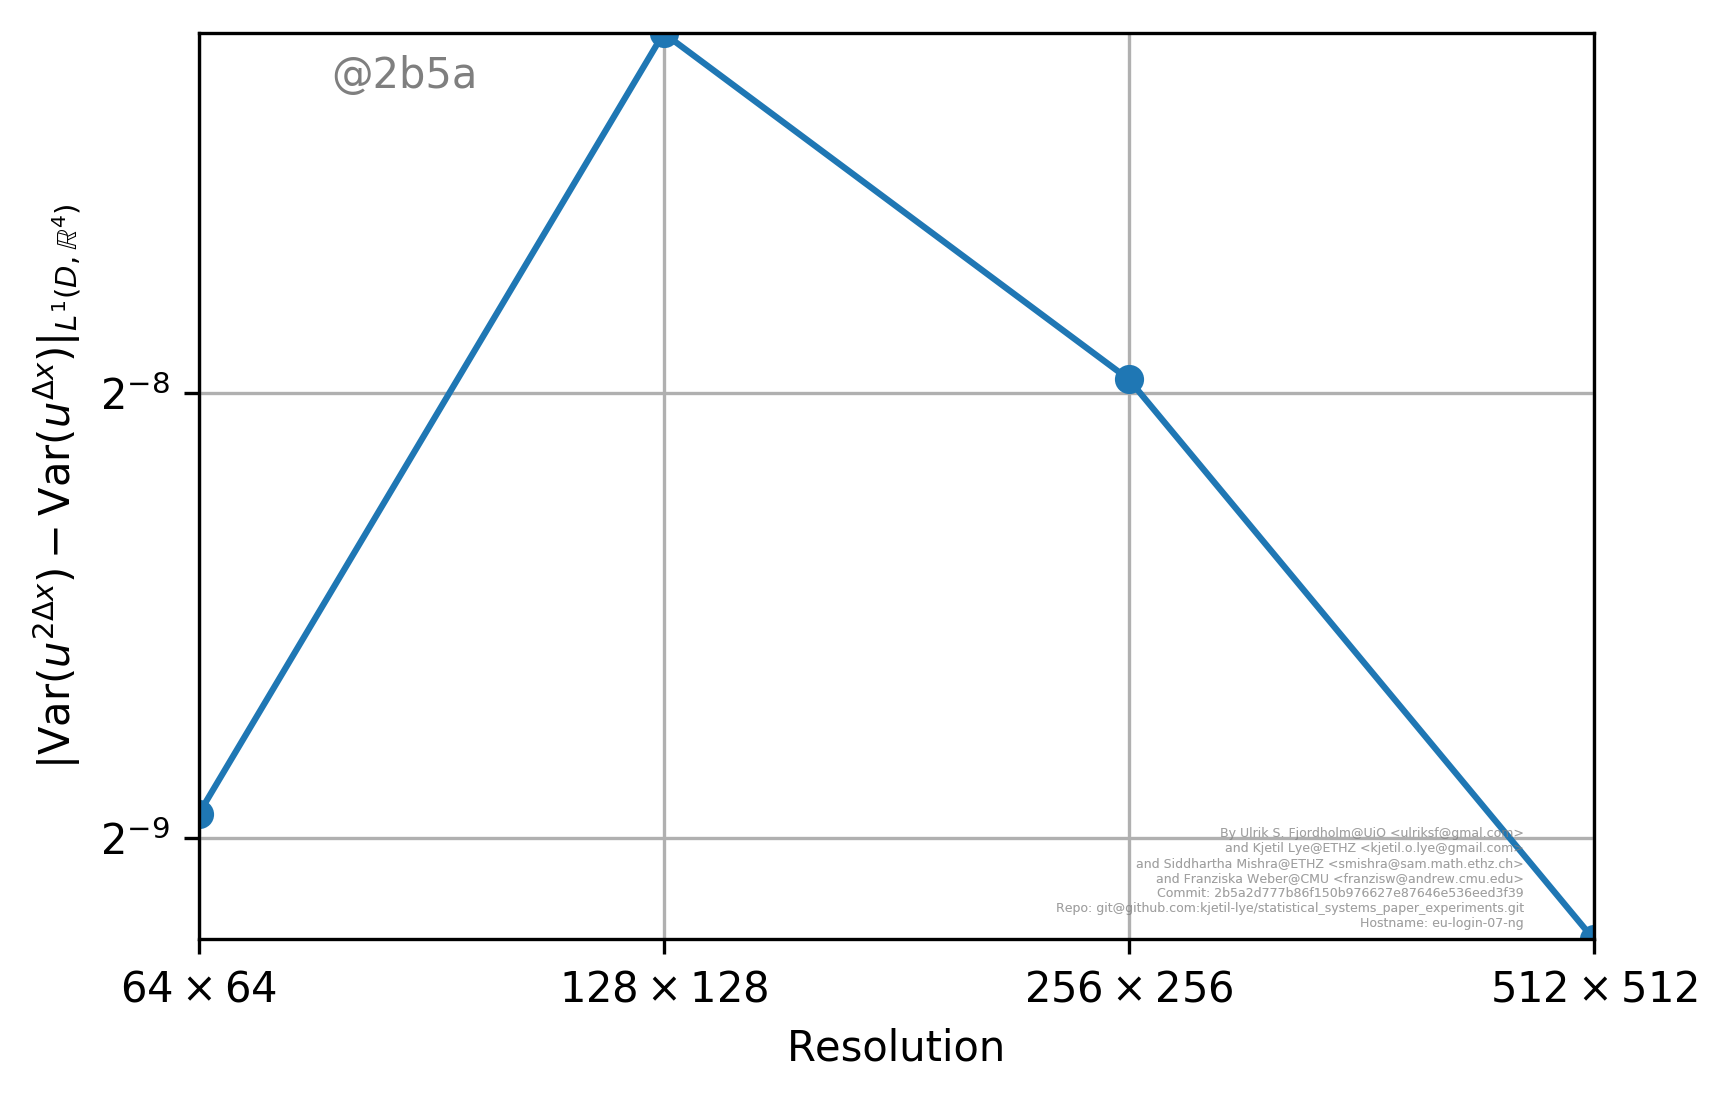 @2b5a
|Var(u^{2Δx}) − Var(u^{Δx})|_{L^1(D, ℝ^4)}
2^{−8}
2^{−9}
By Ulrik S. Fjordholm@UiO <ulriksf@gmal.com>
and Kjetil Lye@ETHZ <kjetil.o.lye@gmail.com>
and Siddhartha Mishra@ETHZ <smishra@sam.math.ethz.ch>
and Franziska Weber@CMU <franzisw@andrew.cmu.edu>
Commit: 2b5a2d777b86f150b976627e87646e536eed3f39
Repo: git@github.com:kjetil-lye/statistical_systems_paper_experiments.git
Hostname: eu-login-07-ng
64 × 64 128 × 128 256 × 256 512 × 512
Resolution